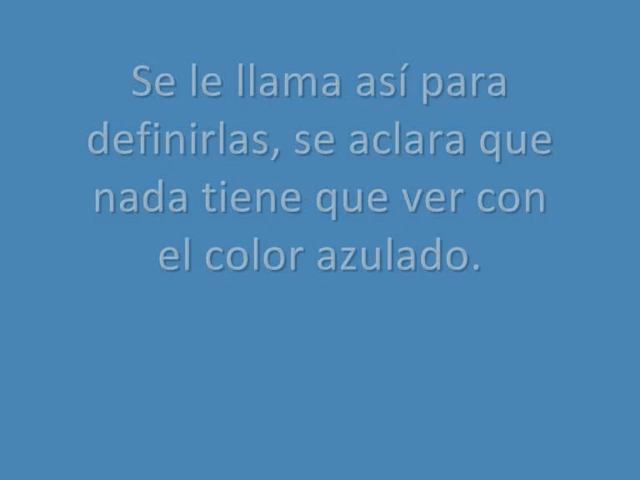 Se le llama así para
definirlas, se aclara que
nada tiene que ver con
el color azulado.